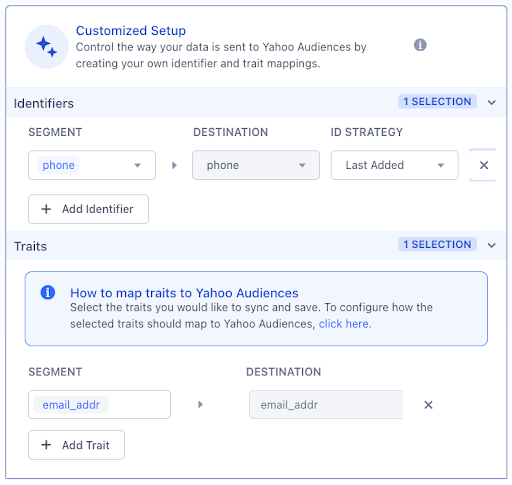 Customized Setup
Control the way your data is sent to Yahoo Audiences by
creating your own identifier and trait mappings.
Identifiers
1 SELECTION
SEGMENT
DESTINATION
ID STRATEGY
phone
phone
Last Added
+ Add Identifier
Traits
1 SELECTION
How to map traits to Yahoo Audiences
Select the traits you would like to sync and save. To configure how the
selected traits should map to Yahoo Audiences, click here.
SEGMENT
DESTINATION
email_addr
email_addr
+ Add Trait